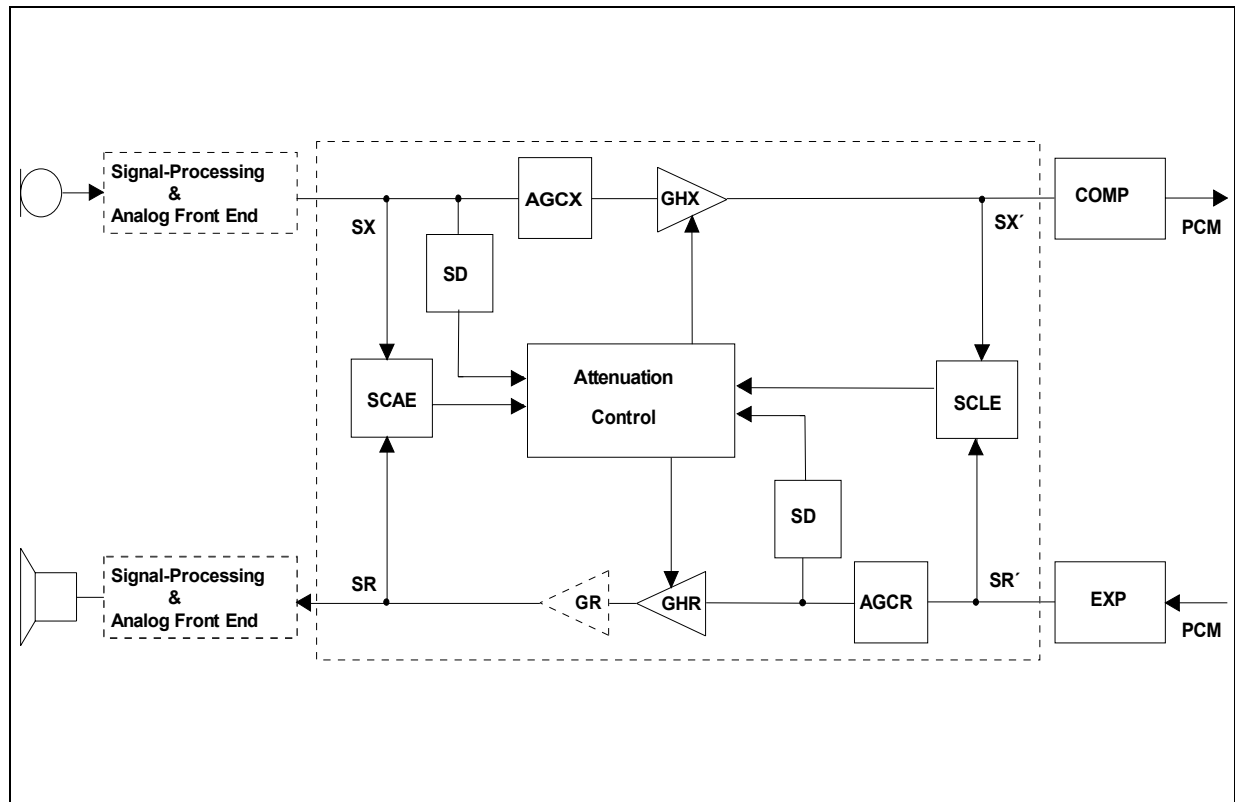 Signal-Processing
&
Analog Front End
SX
SD
AGCX
GHX
SX´
COMP
PCM
SCAE
Attenuation
Control
SCLE
SD
Signal-Processing
&
Analog Front End
SR
GR
GHR
AGCR
SR´
EXP
PCM